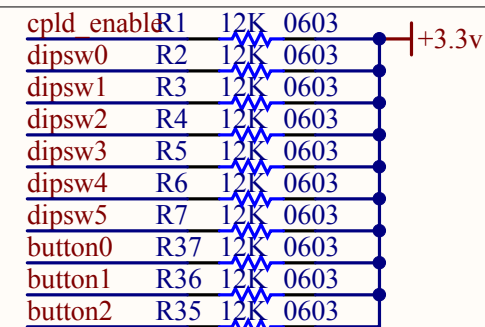 cpld_enable R1 12K 0603
+3.3v
dipsw0 R2 12K 0603
dipsw1 R3 12K 0603
dipsw2 R4 12K 0603
dipsw3 R5 12K 0603
dipsw4 R6 12K 0603
dipsw5 R7 12K 0603
button0 R37 12K 0603
button1 R36 12K 0603
button2 R35 12K 0603